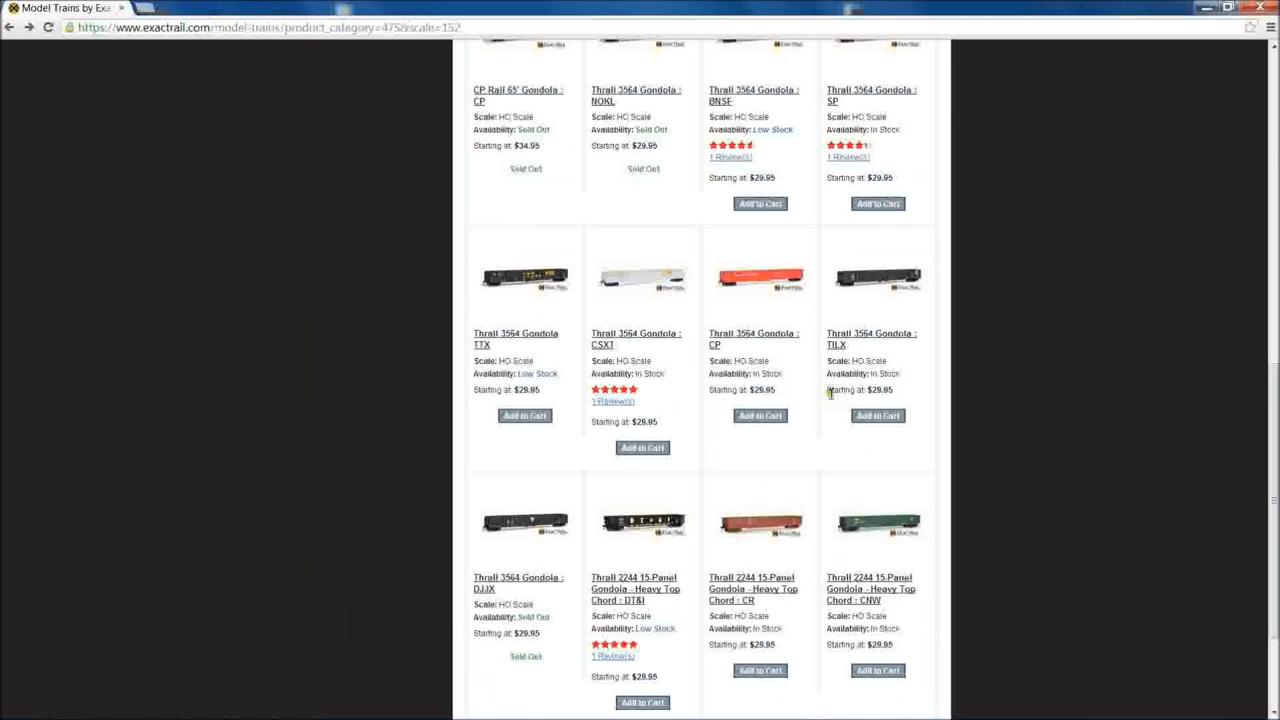 Model Trains by Exa
https://www.exactrail.com/model-trains?product_category=475&scale=152
CP Rail 65' Gondola :
CP
Scale: HO Scale
Availability: Sold Out
Starting at: $34.95
Sold Out
Thrall 3564 Gondola :
NOKL
Scale: HO Scale
Availability: Sold Out
Starting at: $29.95
Sold Out
Thrall 3564 Gondola :
BNSF
Scale: HO Scale
Availability: Low Stock
1 Review(s)
Starting at: $29.95
Add to Cart
Thrall 3564 Gondola :
SP
Scale: HO Scale
Availability: In Stock
1 Review(s)
Starting at: $29.95
Add to Cart
EXACTRAIL
Thrall 3564 Gondola
TTX
Scale: HO Scale
Availability: Low Stock
Starting at: $29.95
Add to Cart
EXACTRAIL
Thrall 3564 Gondola :
CSXT
Scale: HO Scale
Availability: In Stock
1 Review(s)
Starting at: $29.95
Add to Cart
EXACTRAIL
Thrall 3564 Gondola :
CP
Scale: HO Scale
Availability: In Stock
Starting at: $29.95
Add to Cart
EXACTRAIL
Thrall 3564 Gondola :
TILX
Scale: HO Scale
Availability: In Stock
Starting at: $29.95
Add to Cart
EXACTRAIL
Thrall 3564 Gondola :
DJJX
Scale: HO Scale
Availability: Sold Out
Starting at: $29.95
Sold Out
DT&I
EXACTRAIL
Thrall 2244 15-Panel
Gondola - Heavy Top
Chord : DT&I
Scale: HO Scale
Availability: Low Stock
1 Review(s)
Starting at: $29.95
Add to Cart
EXACTRAIL
Thrall 2244 15-Panel
Gondola - Heavy Top
Chord : CR
Scale: HO Scale
Availability: In Stock
Starting at: $29.95
Add to Cart
EXACTRAIL
Thrall 2244 15-Panel
Gondola - Heavy Top
Chord : CNW
Scale: HO Scale
Availability: In Stock
Starting at: $29.95
Add to Cart